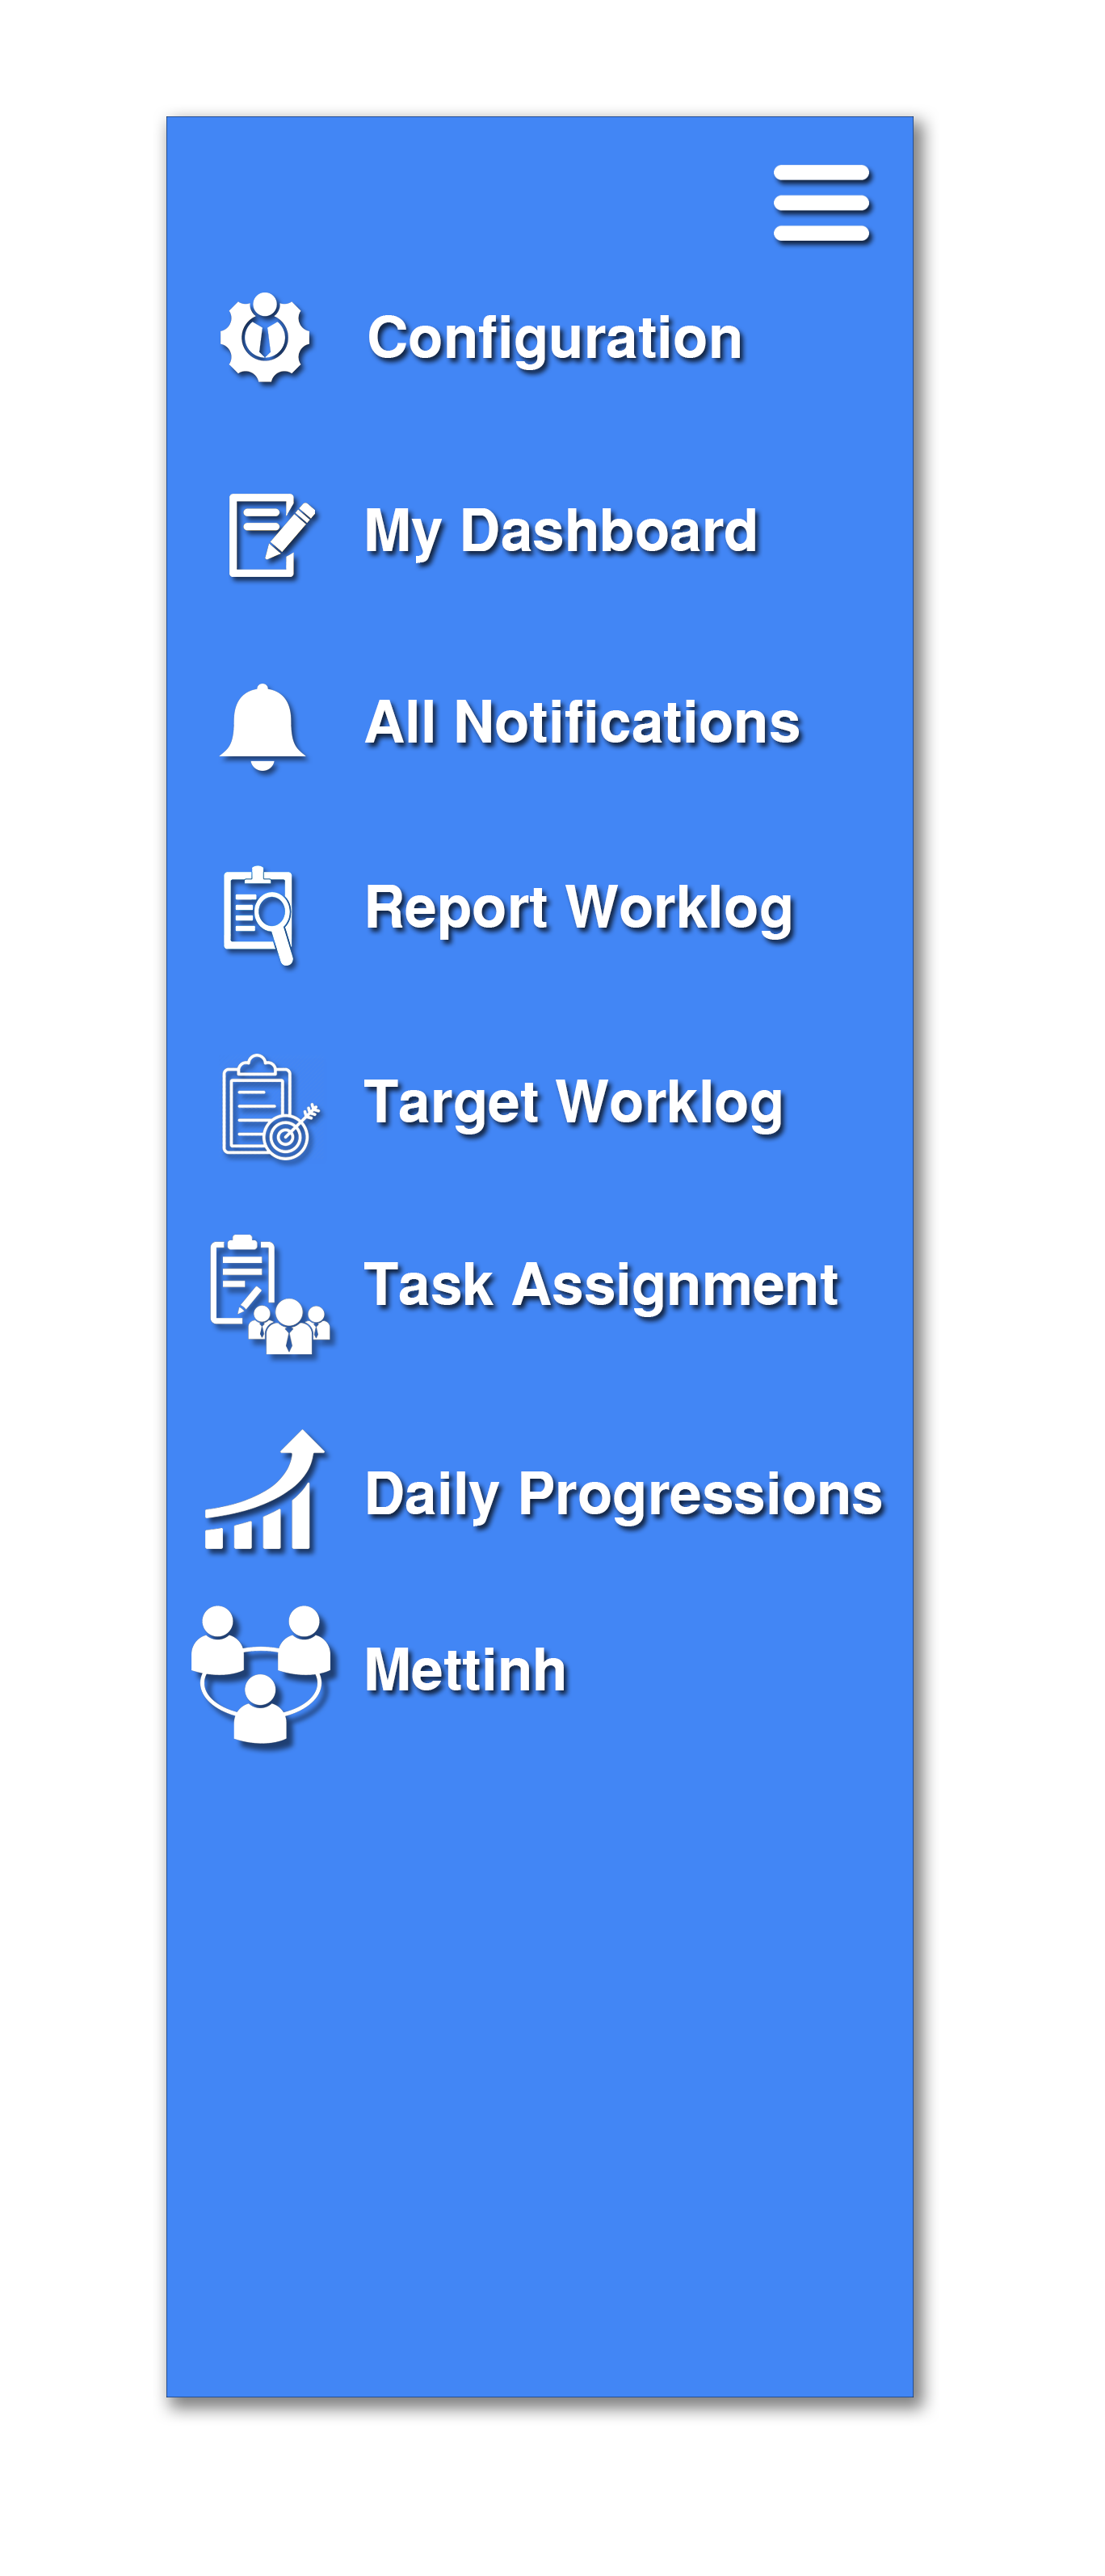 Configuration
My Dashboard
All Notifications
Report Worklog
Target Worklog
Task Assignment
Daily Progressions
Mettinh